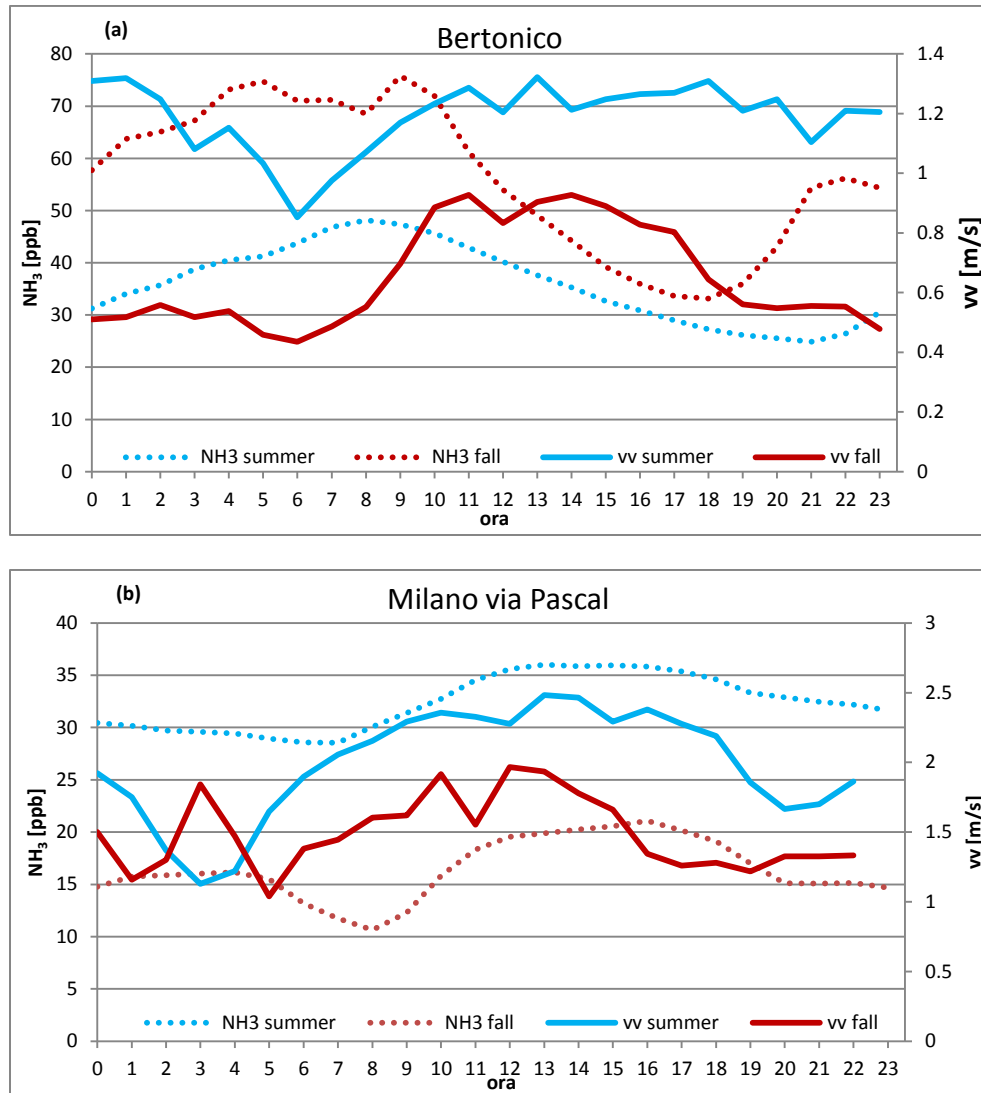 (a)
Bertonico
80
70
60
50
40
30
20
10
0
NH3 [ppb]
1.4
1.2
1
0.8
0.6
0.4
0.2
0
vv [m/s]
NH3 summer NH3 fall vv summer vv fall
0 1 2 3 4 5 6 7 8 9 10 11 12 13 14 15 16 17 18 19 20 21 22 23
ora
(b)
Milano via Pascal
40
35
30
25
20
15
10
5
0
NH3 [ppb]
3
2.5
2
1.5
1
0.5
0
vv [m/s]
NH3 summer NH3 fall vv summer vv fall
0 1 2 3 4 5 6 7 8 9 10 11 12 13 14 15 16 17 18 19 20 21 22 23
ora